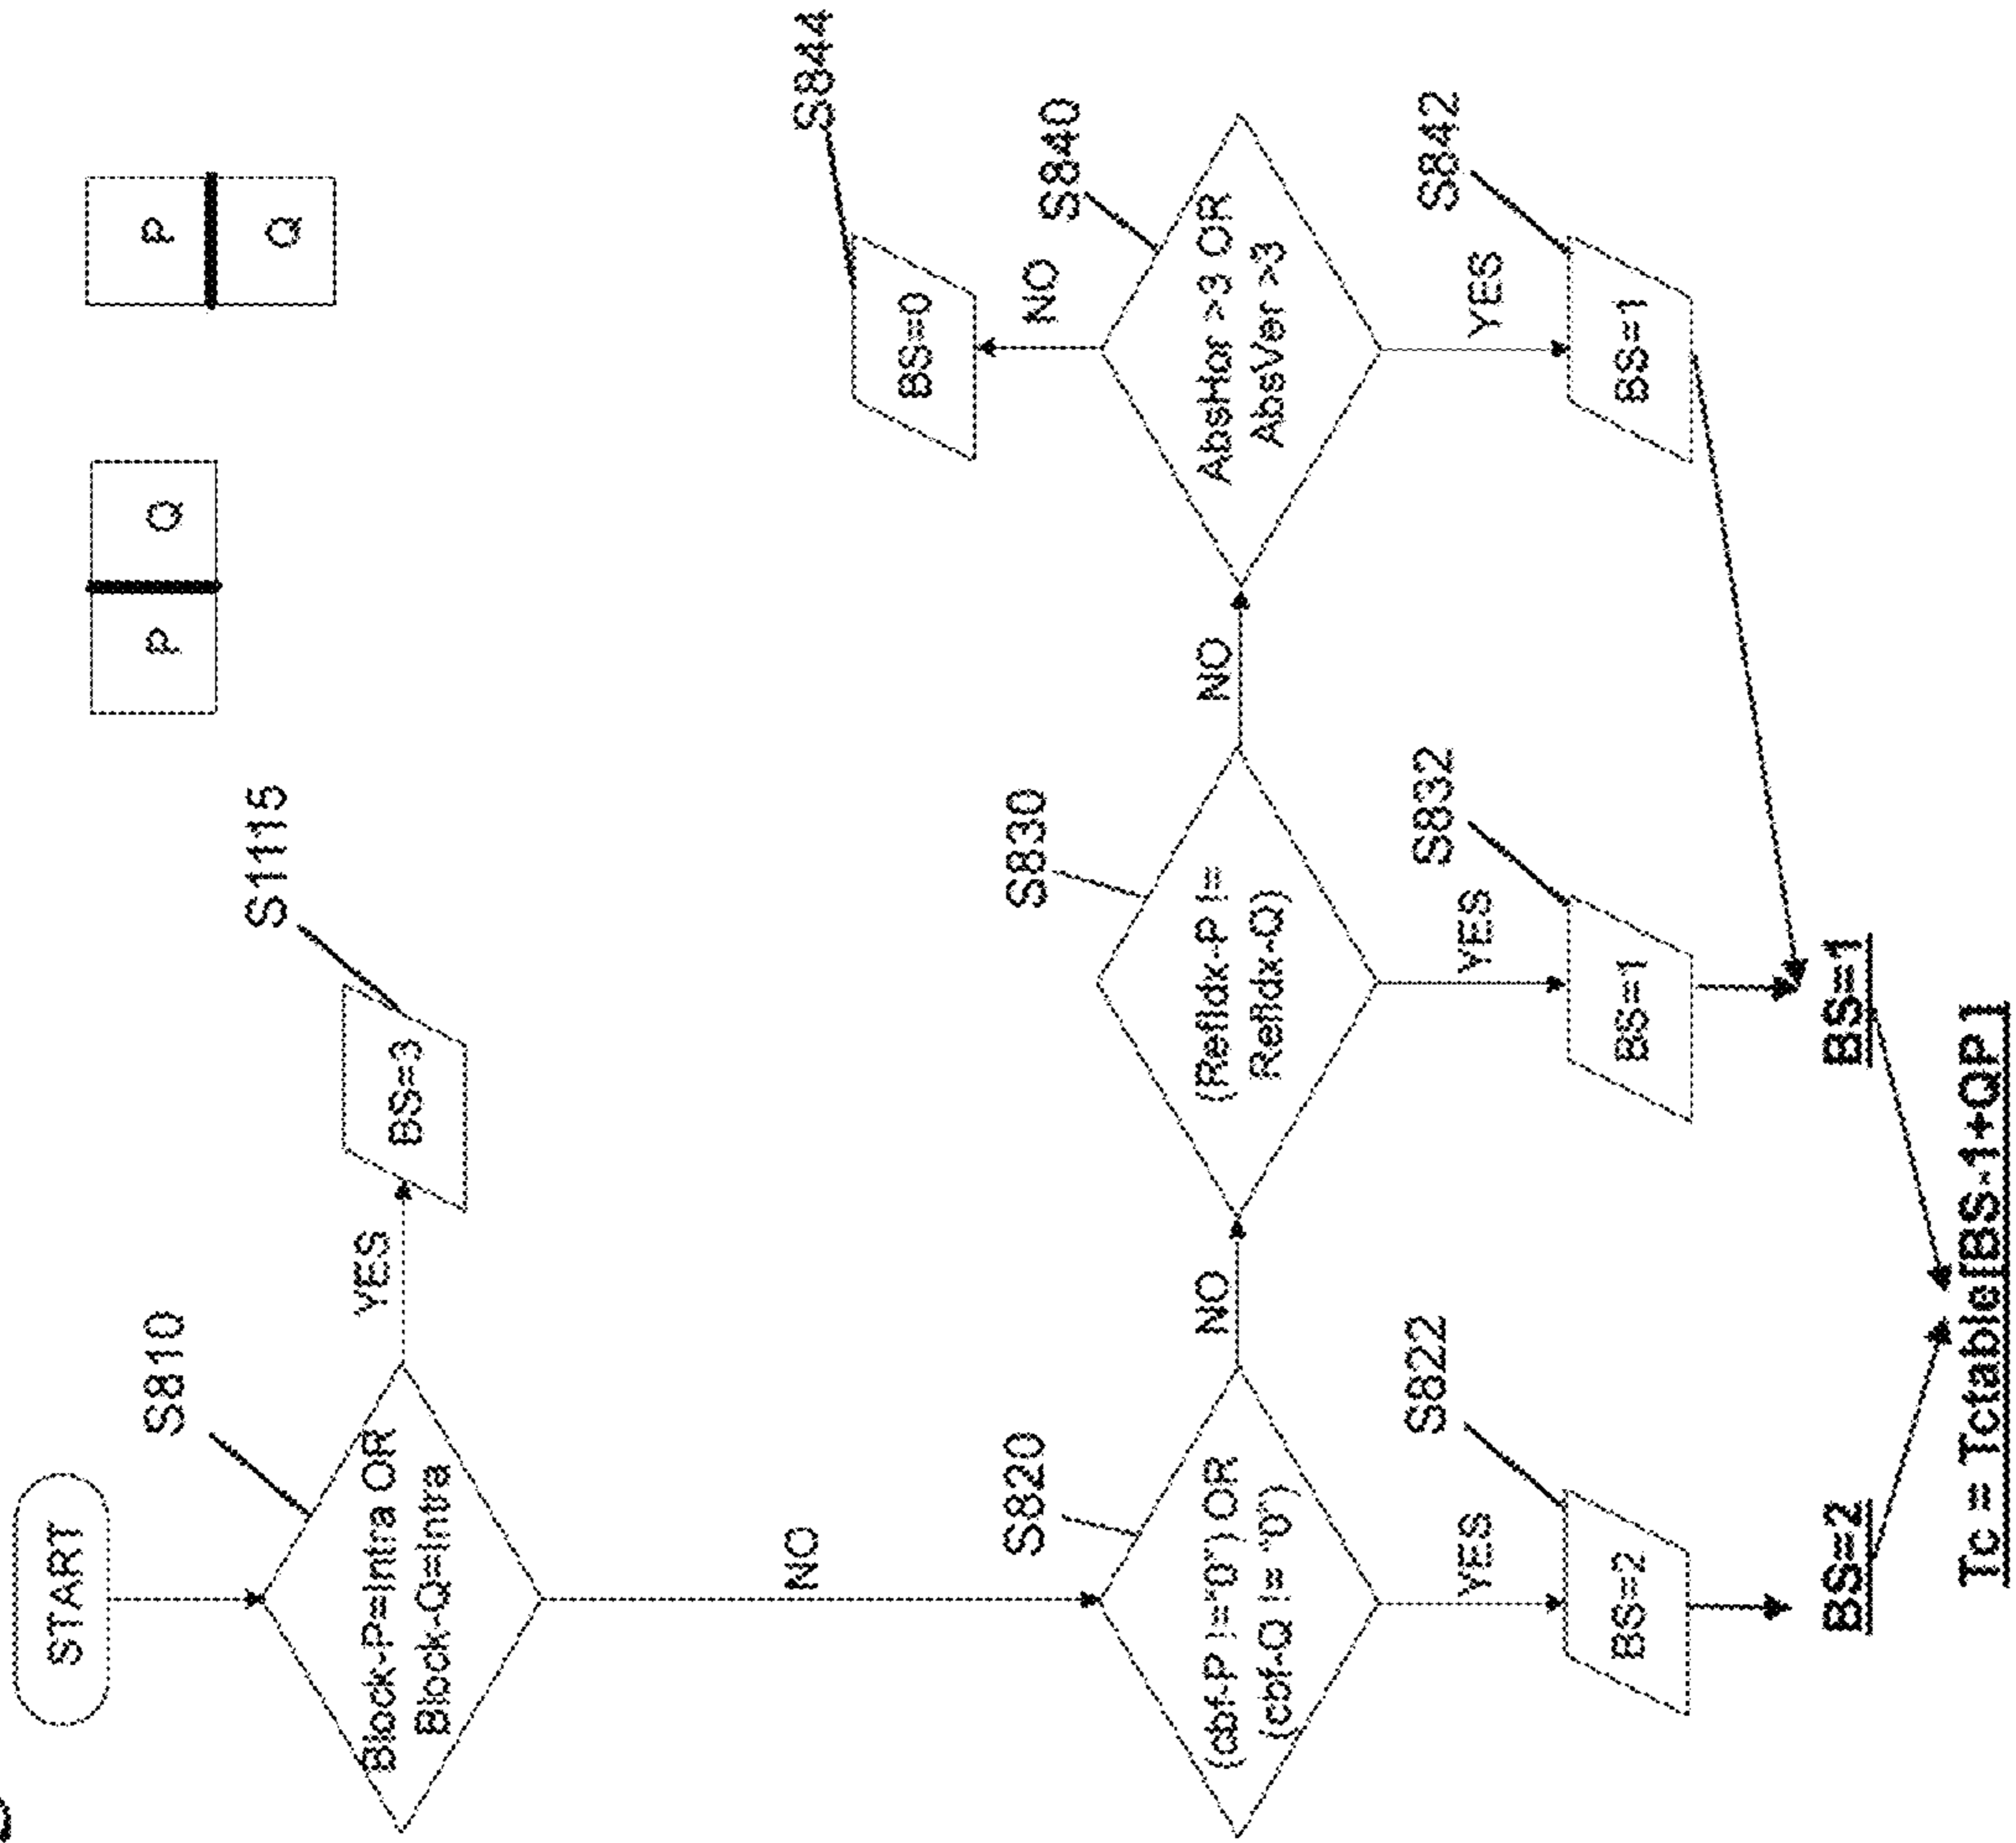 START
S810
Block-P=Intra OR
Block-Q=Intra
YES
S1115
BS=3
P
Q
P
Q
NO
S820
(cbf-P !="0") OR
(cbf-Q != "0")
NO
S830
(RefIdx-P !=
RefIdx-Q)
NO
S840
AbsHor >3 OR
AbsVer >3
NO
S844
BS=0
YES
S822
BS=2
YES
S832
BS=1
YES
S842
BS=1
BS=2
BS=1
Tc = Tctable[BS-1+QP]